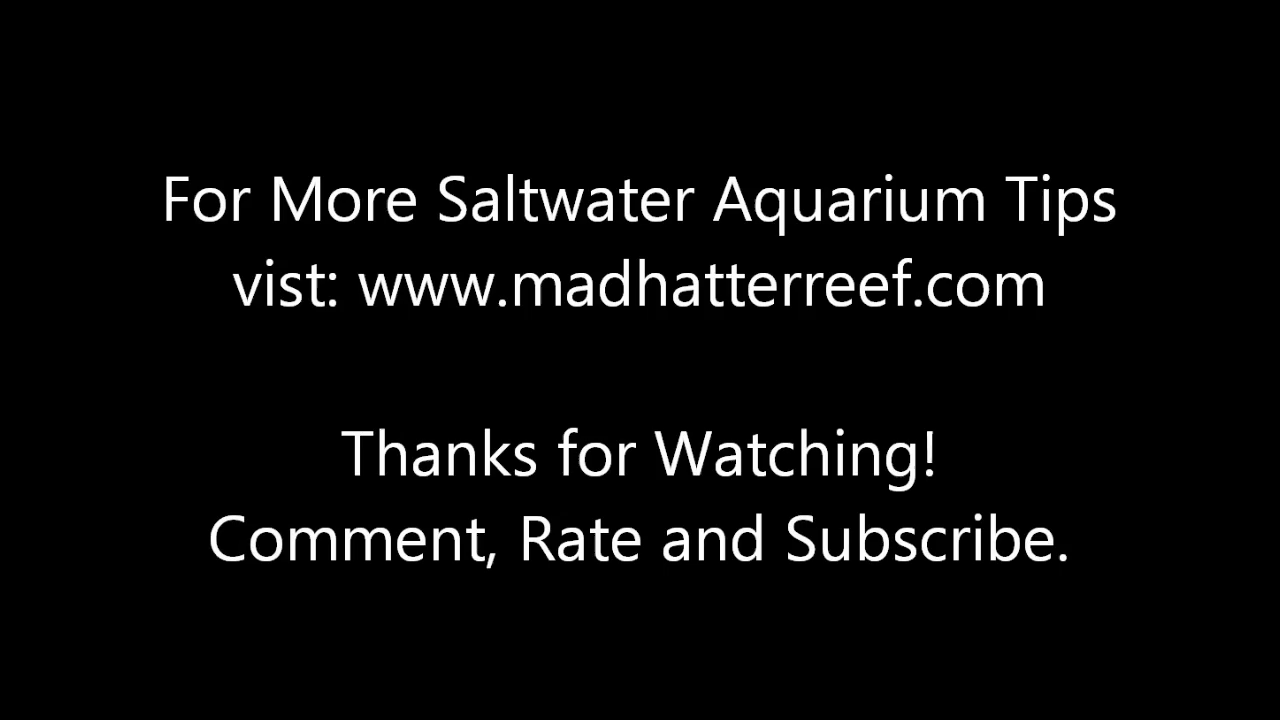 For More Saltwater Aquarium Tips
vist: www.madhatterreef.com
Thanks for Watching!
Comment, Rate and Subscribe.